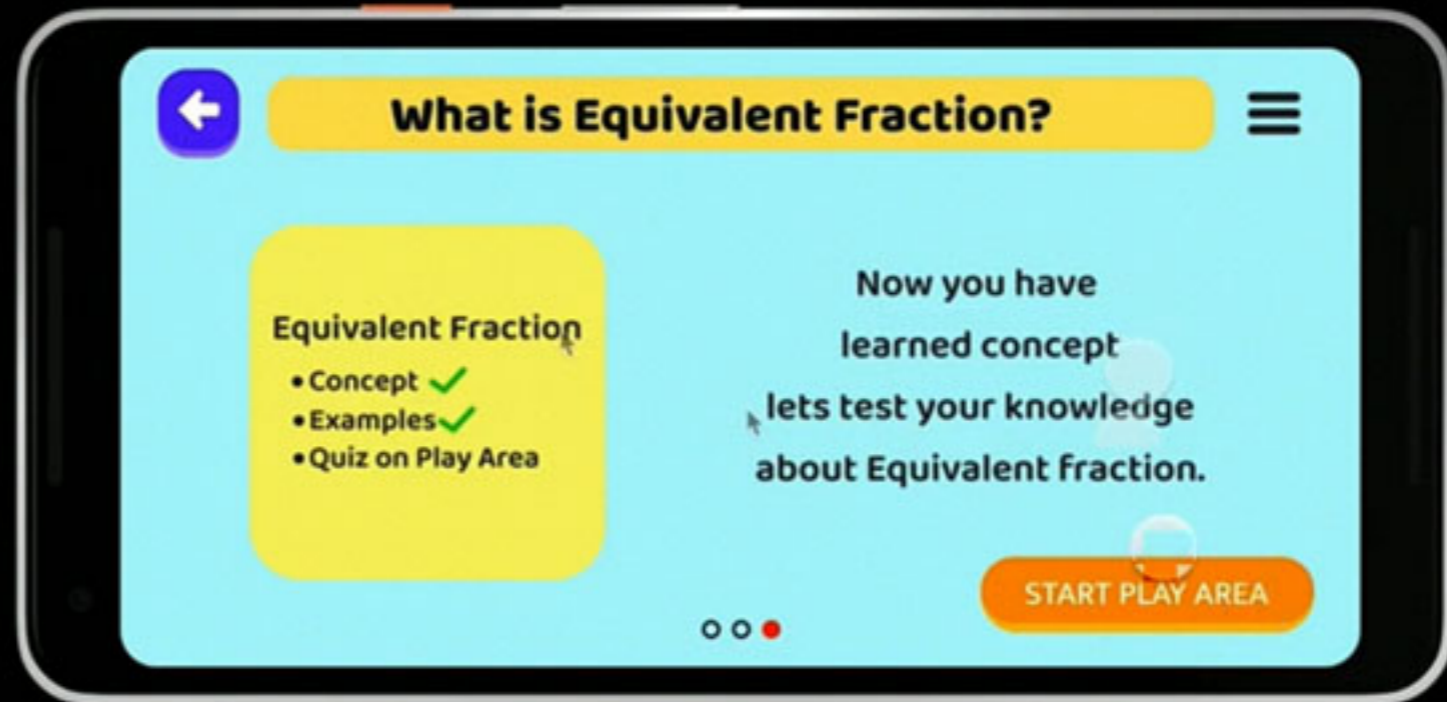 What is Equivalent Fraction?
Equivalent Fraction
• Concept
• Examples
• Quiz on Play Area
Now you have
learned concept
lets test your knowledge
about Equivalent fraction.
START PLAY AREA